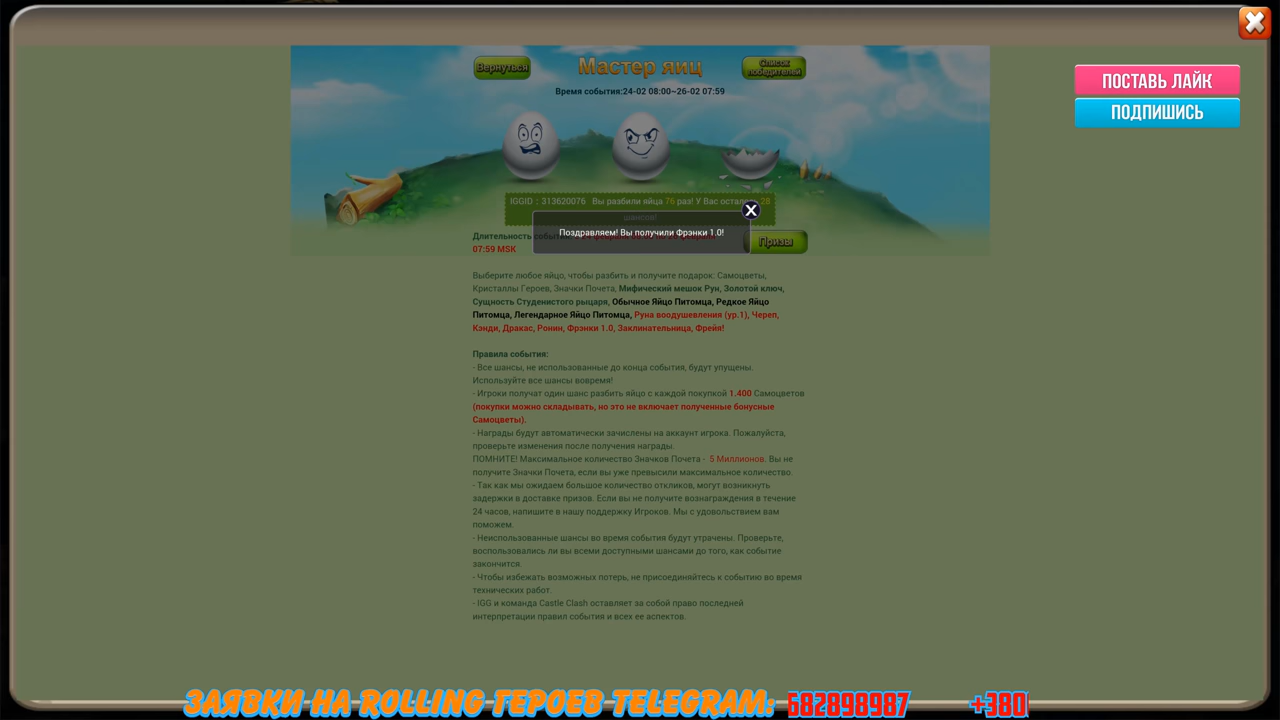 Вернуться
Мастер яиц
Список
победителей
Время события:24-02 08:00~26-02 07:59
ПОСТАВЬ ЛАЙК
ПОДПИШИСЬ
IGGID : 313620076 Вы разбили яйца 76 раз! У Вас 28
шансов!
X
Поздравляем! Вы получили Фрэнки 1.0!
Длительность
07:59 MSK
Призы
Выберите любое яйцо, чтобы разбить и получите подарок: Самоцветы,
Кристаллы Героев, Значки Почета, Мифический мешок Рун, Золотой ключ,
Сущность Студенистого рыцаря, Обычное Яйцо Питомца, Редкое Яйцо
Питомца, Легендарное Яйцо Питомца, Руна воодушевления (ур.1), Череп,
Кэнди, Дракас, Ронин, Фрэнки 1.0, Заклинательница, Фрейя!
Правила события:
- Все шансы, не использованные до конца события, будут упущены.
Используйте все шансы вовремя!
- Игроки получат один шанс разбить яйцо с каждой покупкой 1.400 Самоцветов
(покупки можно складывать, но это не включает полученные бонусные
Самоцветы).
- Награды будут автоматически зачислены на аккаунт игрока. Пожалуйста,
проверьте изменения после получения награды.
ПОМНИТЕ! Максимальное количество Значков Почета - 5 Миллионов. Вы не
получите Значки Почета, если вы уже превысили максимальное количество.
- Так как мы ожидаем большое количество откликов, могут возникнуть
задержки в доставке призов. Если вы не получите вознаграждения в течение
24 часов, напишите в нашу поддержку Игроков. Мы с удовольствием вам
поможем.
- Неиспользованные шансы во время события будут утрачены. Проверьте,
воспользовались ли вы всеми доступными шансами до того, как событие
закончится.
- Чтобы избежать возможных потерь, не присоединяйтесь к событию во время
технических работ.
- IGG и команда Castle Clash оставляет за собой право последней
интерпретации правил события и всех ее аспектов.
ЗАЯВКИ НА ROLLING ГЕРОЕВ TELEGRAM: 682898987 +380